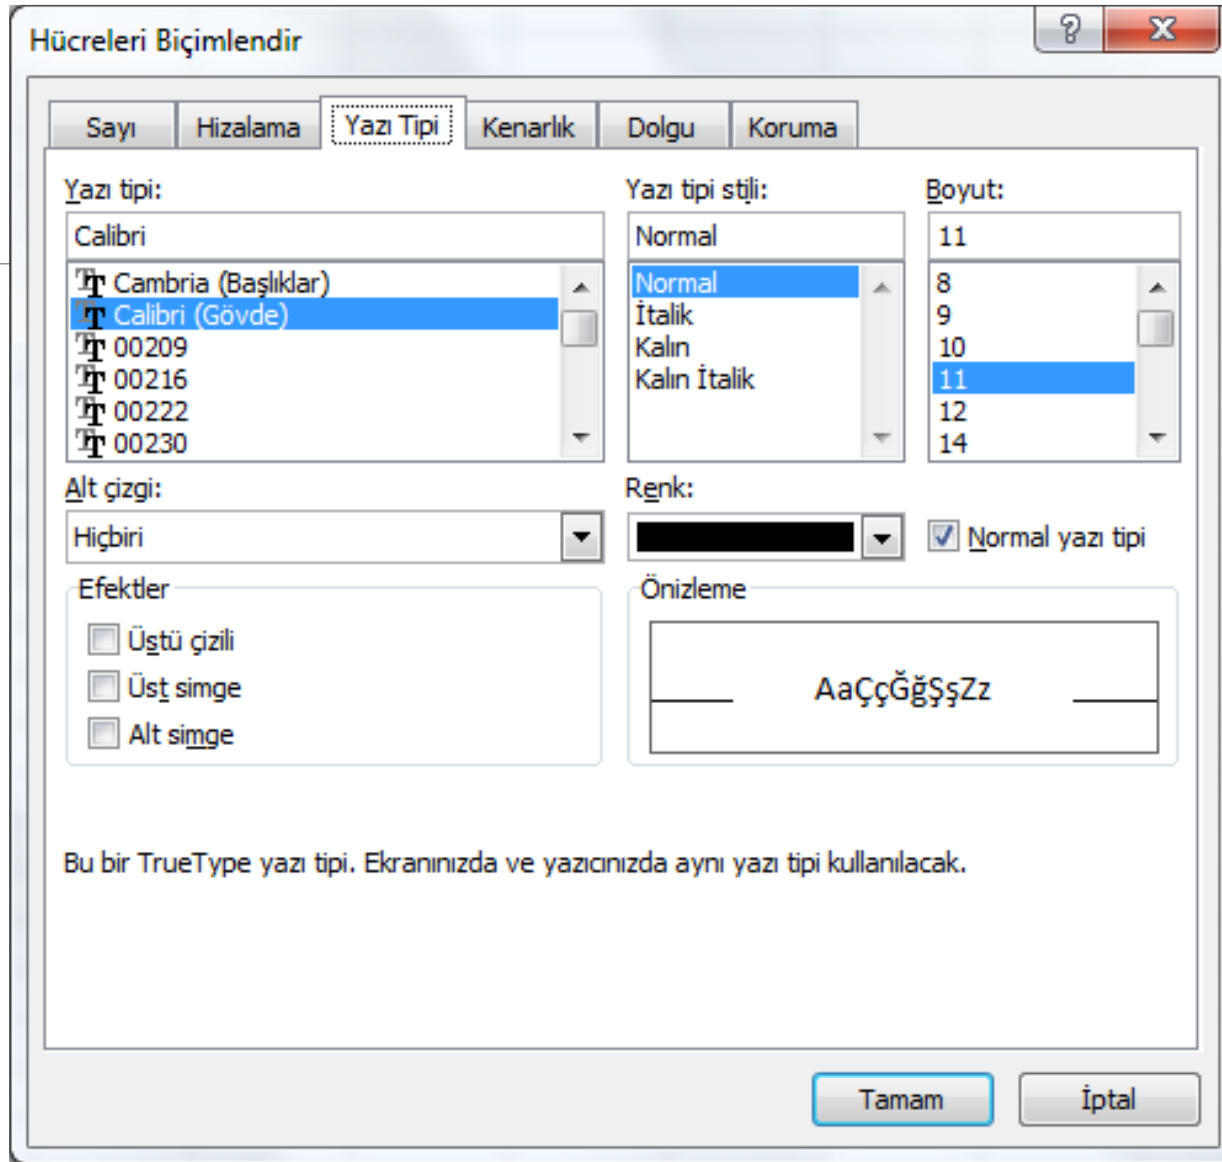 Hücreleri Biçimlendir
Sayı Hizalama Yazı Tipi Kenarlık Dolgu Koruma
Yazı tipi: Yazı tipi stili: Boyut:
Calibri Normal 11
Cambria (Başlıklar) Normal 8
Calibri (Gövde) İtalik 9
00209 Kalın 10
00216 Kalın İtalik 11
00222 12
00230 14
Alt çizgi: Renk:
Hiçbiri Normal yazı tipi
Efektler Önizleme
Üstü çizili
Üst simge AaÇçĞğŞşZz
Alt simge
Bu bir TrueType yazı tipi. Ekranınızda ve yazıcınızda aynı yazı tipi kullanılacak.
Tamam İptal